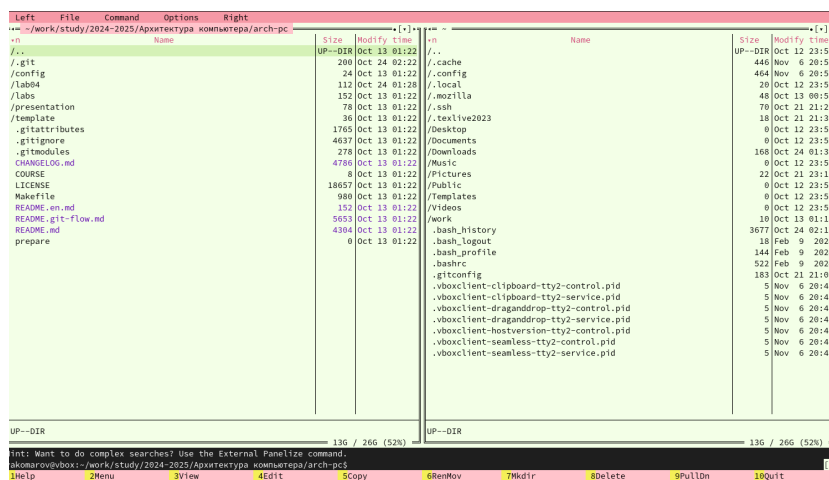 Left File Command Options Right
~/work/study/2024-2025/Архитектура компьютера/arch-pc .[▾] ~ .[▾]
▾n Name Size Modify time ▾n Name Size Modify time
/.. UP--DIR Oct 13 01:22 /.. UP--DIR Oct 12 23:5
/.git 200 Oct 24 02:22 /.cache 446 Nov 6 20:5
/config 24 Oct 13 01:22 /.config 464 Nov 6 20:5
/lab04 112 Oct 24 01:28 /.local 20 Oct 12 23:5
/labs 152 Oct 13 01:22 /.mozilla 48 Oct 13 00:5
/presentation 78 Oct 13 01:22 /.ssh 70 Oct 21 21:2
/template 36 Oct 13 01:22 /.texlive2023 18 Oct 21 21:3
.gitattributes 1765 Oct 13 01:22 /Desktop 0 Oct 12 23:5
.gitignore 4637 Oct 13 01:22 /Documents 0 Oct 12 23:5
.gitmodules 278 Oct 13 01:22 /Downloads 168 Oct 24 01:3
CHANGELOG.md 4786 Oct 13 01:22 /Music 0 Oct 12 23:5
COURSE 8 Oct 13 01:22 /Pictures 22 Oct 21 23:1
LICENSE 18657 Oct 13 01:22 /Public 0 Oct 12 23:5
Makefile 980 Oct 13 01:22 /Templates 0 Oct 12 23:5
README.en.md 152 Oct 13 01:22 /Videos 0 Oct 12 23:5
README.git-flow.md 5653 Oct 13 01:22 /work 10 Oct 13 01:1
README.md 4304 Oct 13 01:22 .bash_history 3677 Oct 24 02:1
prepare 0 Oct 13 01:22 .bash_logout 18 Feb 9 202
.bash_profile 144 Feb 9 202
.bashrc 522 Feb 9 202
.gitconfig 183 Oct 21 21:0
.vboxclient-clipboard-tty2-control.pid 5 Nov 6 20:4
.vboxclient-clipboard-tty2-service.pid 5 Nov 6 20:4
.vboxclient-draganddrop-tty2-control.pid 5 Nov 6 20:4
.vboxclient-draganddrop-tty2-service.pid 5 Nov 6 20:4
.vboxclient-hostversion-tty2-control.pid 5 Nov 6 20:4
.vboxclient-seamless-tty2-control.pid 5 Nov 6 20:4
.vboxclient-seamless-tty2-service.pid 5 Nov 6 20:4
UP--DIR UP--DIR
13G / 26G (52%) 13G / 26G (52%)
int: Want to do complex searches? Use the External Panelize command.
akomarov@vbox:~/work/study/2024-2025/Архитектура компьютера/arch-pc$ [
1Help 2Menu 3View 4Edit 5Copy 6RenMov 7Mkdir 8Delete 9PullDn 10Quit